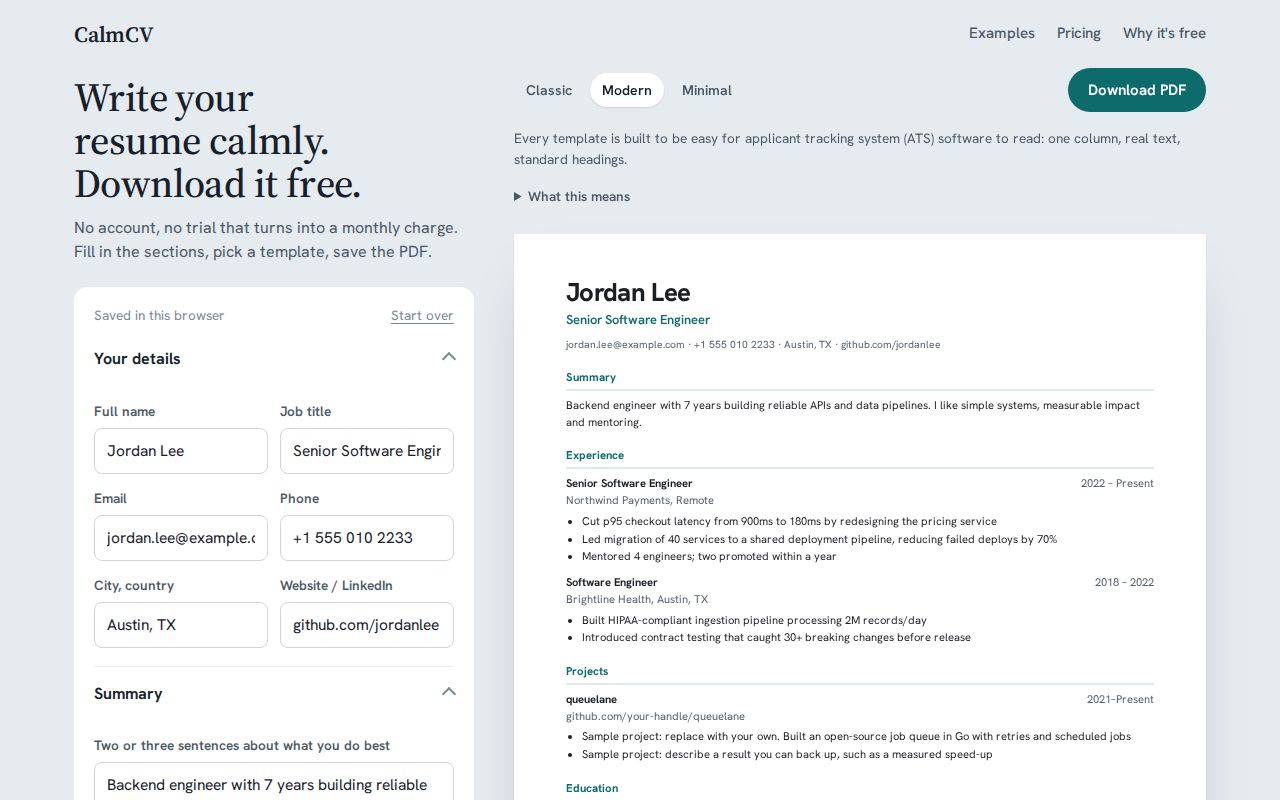 CalmCV
Examples
Pricing
Why it's free
Write your
resume calmly.
Download it free.
No account, no trial that turns into a monthly charge.
Fill in the sections, pick a template, save the PDF.
Saved in this browser
Start over
Your details
Full name
Job title
Jordan Lee
Senior Software Engir
Email
Phone
jordan.lee@example.c
+1 555 010 2233
City, country
Website / LinkedIn
Austin, TX
github.com/jordanlee
Summary
Two or three sentences about what you do best
Backend engineer with 7 years building reliable
Classic
Modern
Minimal
Download PDF
Every template is built to be easy for applicant tracking system (ATS) software to read: one column, real text,
standard headings.
What this means
Jordan Lee
Senior Software Engineer
jordan.lee@example.com · +1 555 010 2233 · Austin, TX · github.com/jordanlee
Summary
Backend engineer with 7 years building reliable APIs and data pipelines. I like simple systems, measurable impact
and mentoring.
Experience
Senior Software Engineer
2022 – Present
Northwind Payments, Remote
• Cut p95 checkout latency from 900ms to 180ms by redesigning the pricing service
• Led migration of 40 services to a shared deployment pipeline, reducing failed deploys by 70%
• Mentored 4 engineers; two promoted within a year
Software Engineer
2018 – 2022
Brightline Health, Austin, TX
• Built HIPAA-compliant ingestion pipeline processing 2M records/day
• Introduced contract testing that caught 30+ breaking changes before release
Projects
queuelane
2021–Present
github.com/your-handle/queuelane
• Sample project: replace with your own. Built an open-source job queue in Go with retries and scheduled jobs
• Sample project: describe a result you can back up, such as a measured speed-up
Education